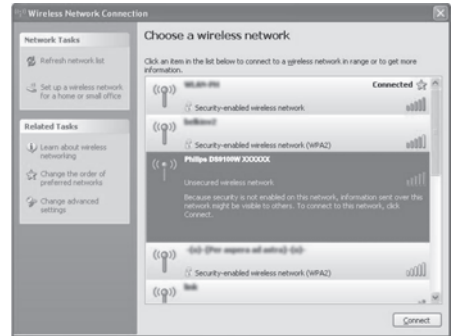 Wireless Network Connection
Network Tasks
Refresh network list
Set up a wireless network
for a home or small office
Related Tasks
Learn about wireless
networking
Change the order of
preferred networks
Change advanced
settings
Choose a wireless network
Click an item in the list below to connect to a wireless network in range or to get more
information.
Connected
Security-enabled wireless network
Security-enabled wireless network (WPA2)
Philips DS9100W XXXXXX
Unsecured wireless network
Because security is not enabled on this network, information sent over this
network might be visible to others. To connect to this network, click
Connect.
Security-enabled wireless network (WPA2)
Connect